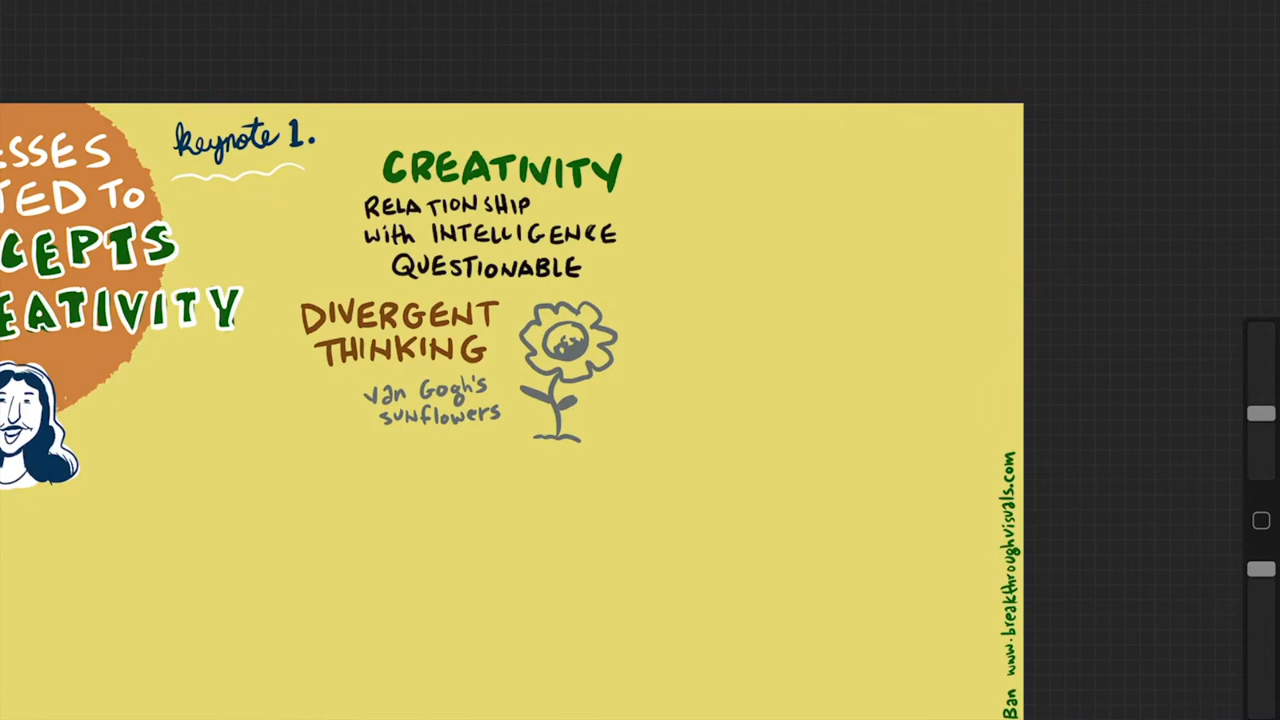 ESSES
TED TO
CEPTS
EATIVITY
keynote 1.
CREATIVITY
RELATIONSHIP
with INTELLIGENCE
QUESTIONABLE
DIVERGENT
THINKING
van Gogh's
sunflowers
Ban www.breakthroughvisuals.com